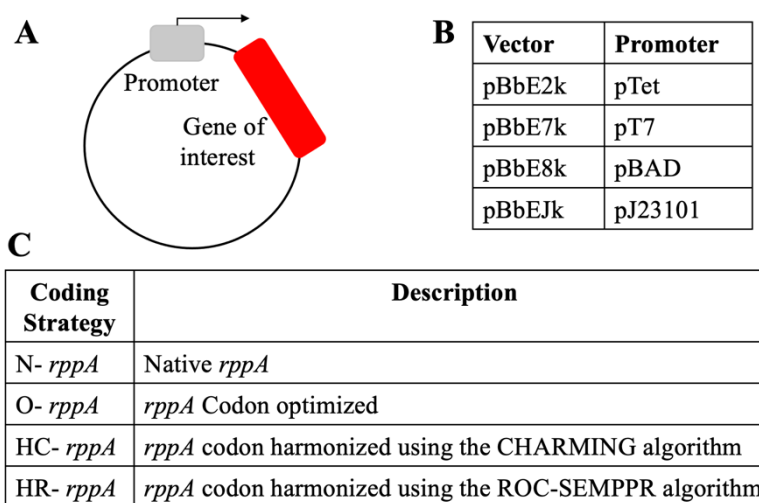 A
Promoter
Gene of
interest
B
Vector Promoter
pBbE2k pTet
pBbE7k pT7
pBbE8k pBAD
pBbEJk pJ23101
C
Coding
Strategy
Description
N- rppA Native rppA
O- rppA rppA Codon optimized
HC- rppA rppA codon harmonized using the CHARMING algorithm
HR- rppA rppA codon harmonized using the ROC-SEMPPR algorithm